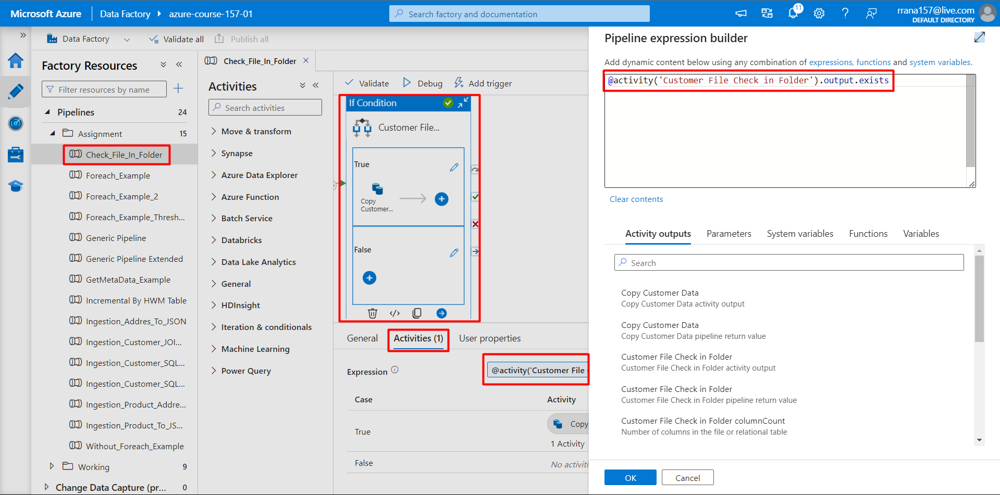 Microsoft Azure
Data Factory
azure-course-157-01
Search factory and documentation
11
rrana157@live.com
DEFAULT DIRECTORY
Data Factory
Validate all
Publish all
Factory Resources
Filter resources by name
Pipelines 24
Assignment 15
Check_File_In_Folder
Foreach_Example
Foreach_Example_2
Foreach_Example_Thresh...
Generic Pipeline
Generic Pipeline Extended
GetMetaData_Example
Incremental By HWM Table
Ingestion_Addres_To_JSON
Ingestion_Customer_JOI...
Ingestion_Customer_SQL...
Ingestion_Customer_SQL...
Ingestion_Product_Addre...
Ingestion_Product_To_JS...
Without_Foreach_Example
Working 9
Change Data Capture (pr... 0
Check_File_In_Folder
Activities
Search activities
Move & transform
Synapse
Azure Data Explorer
Azure Function
Batch Service
Databricks
Data Lake Analytics
General
HDInsight
Iteration & conditionals
Machine Learning
Power Query
Validate
Debug
Add trigger
If Condition
Customer File...
True
Copy
Customer...
False
General
Activities (1)
User properties
Expression
@activity('Customer File
Case Activity
True
Copy
1 Activity
False
No activiti
Pipeline expression builder
Add dynamic content below using any combination of expressions, functions and system variables.
@activity('Customer File Check in Folder').output.exists
Clear contents
Activity outputs
Parameters
System variables
Functions
Variables
Search
Copy Customer Data
Copy Customer Data activity output
Copy Customer Data
Copy Customer Data pipeline return value
Customer File Check in Folder
Customer File Check in Folder activity output
Customer File Check in Folder
Customer File Check in Folder pipeline return value
Customer File Check in Folder columnCount
Number of columns in the file or relational table
OK
Cancel